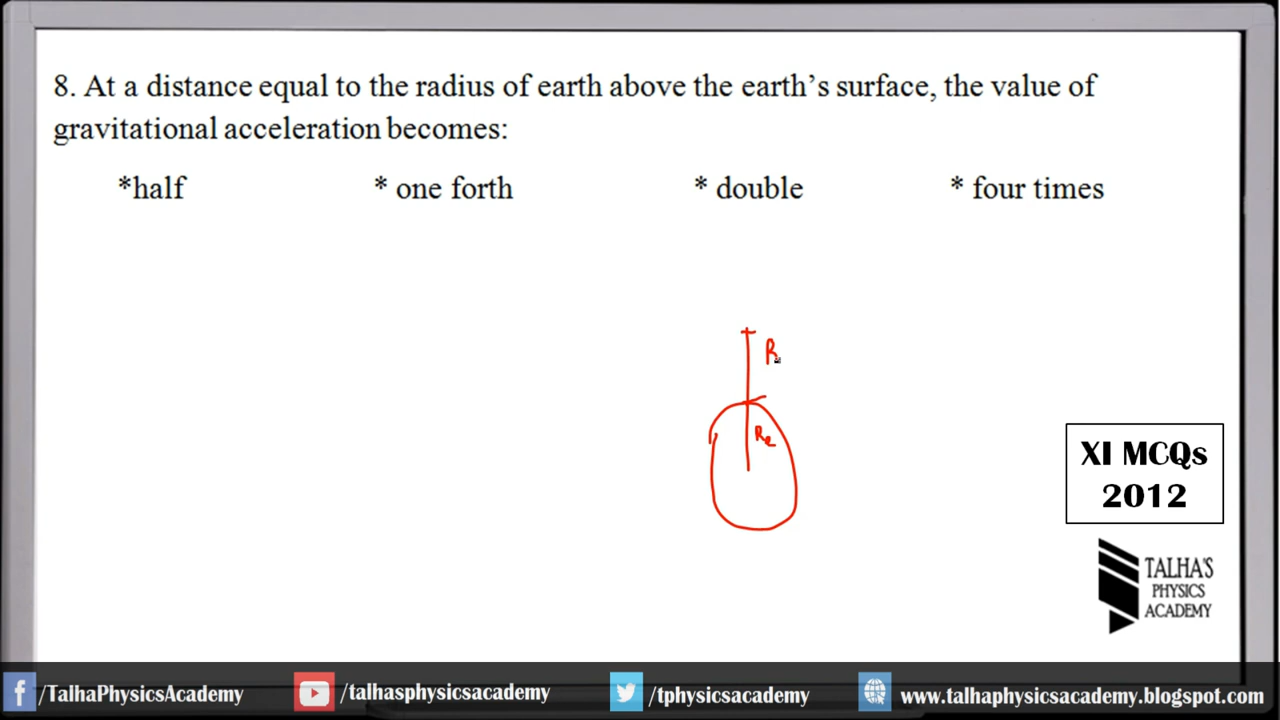 8. At a distance equal to the radius of earth above the earth’s surface, the value of
gravitational acceleration becomes:
*half * one forth * double * four times
R
Re
XI MCQs
2012
TALHA'S
PHYSICS
ACADEMY
/TalhaPhysicsAcademy /talhasphysicsacademy /tphysicsacademy www.talhaphysicsacademy.blogspot.com